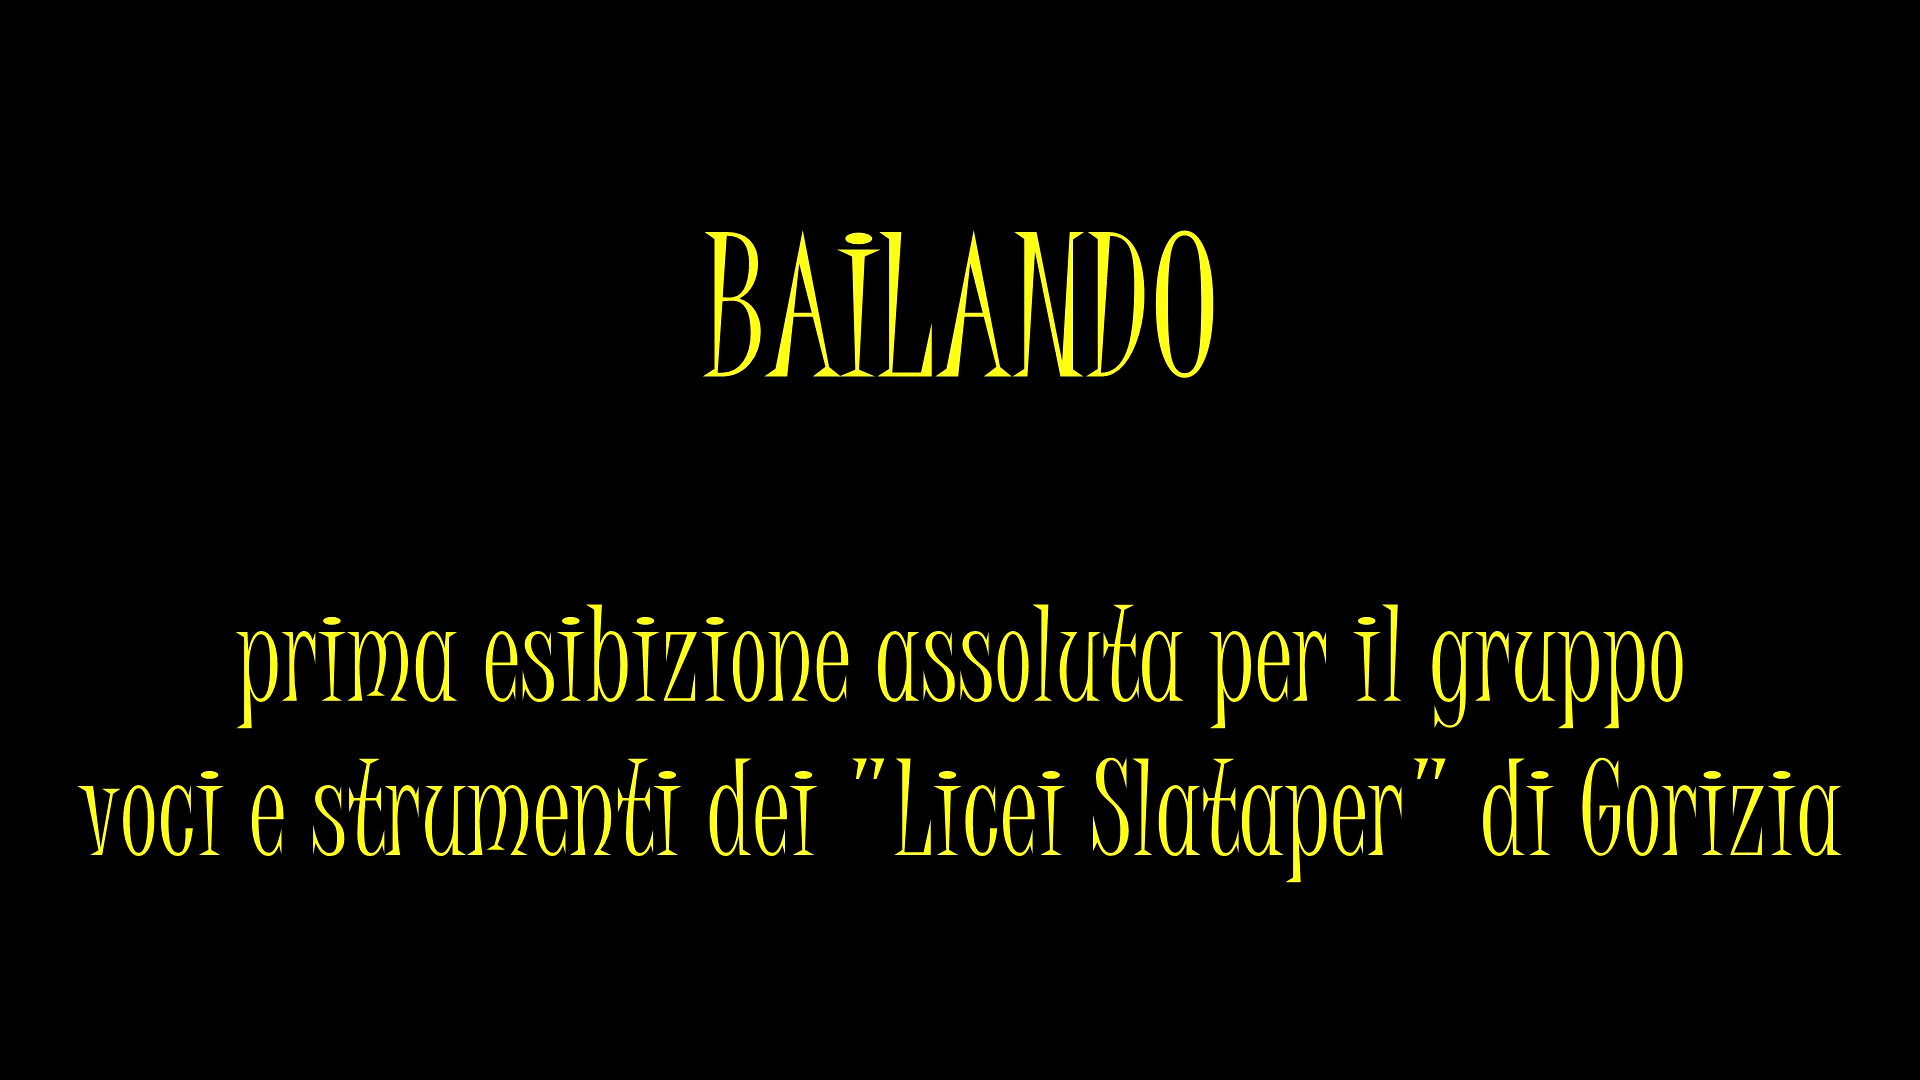 BAILANDO
prima esibizione assoluta per il gruppo
voci e strumenti dei "Licei Slataper" di Gorizia